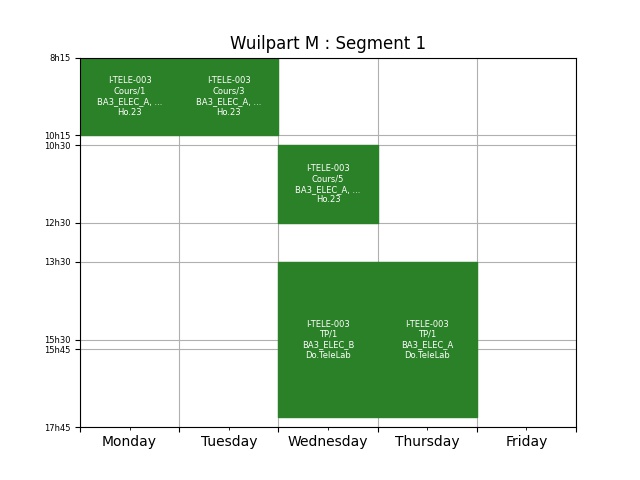 Wuilpart M : Segment 1
8h15
I-TELE-003
Cours/1
BA3_ELEC_A, ...
Ho.23
I-TELE-003
Cours/3
BA3_ELEC_A, ...
Ho.23
10h15
10h30
I-TELE-003
Cours/5
BA3_ELEC_A, ...
Ho.23
12h30
13h30
I-TELE-003
TP/1
BA3_ELEC_B
Do.TeleLab
I-TELE-003
TP/1
BA3_ELEC_A
Do.TeleLab
15h30
15h45
17h45
Monday Tuesday Wednesday Thursday Friday